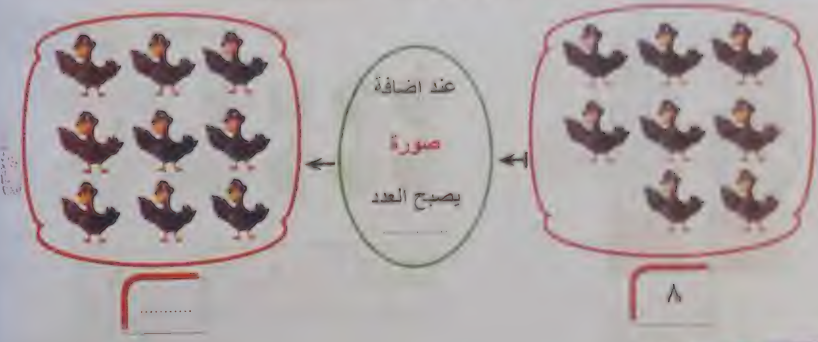 ٨
عند اضافة
صورة
يصبح العدد
..............
...........